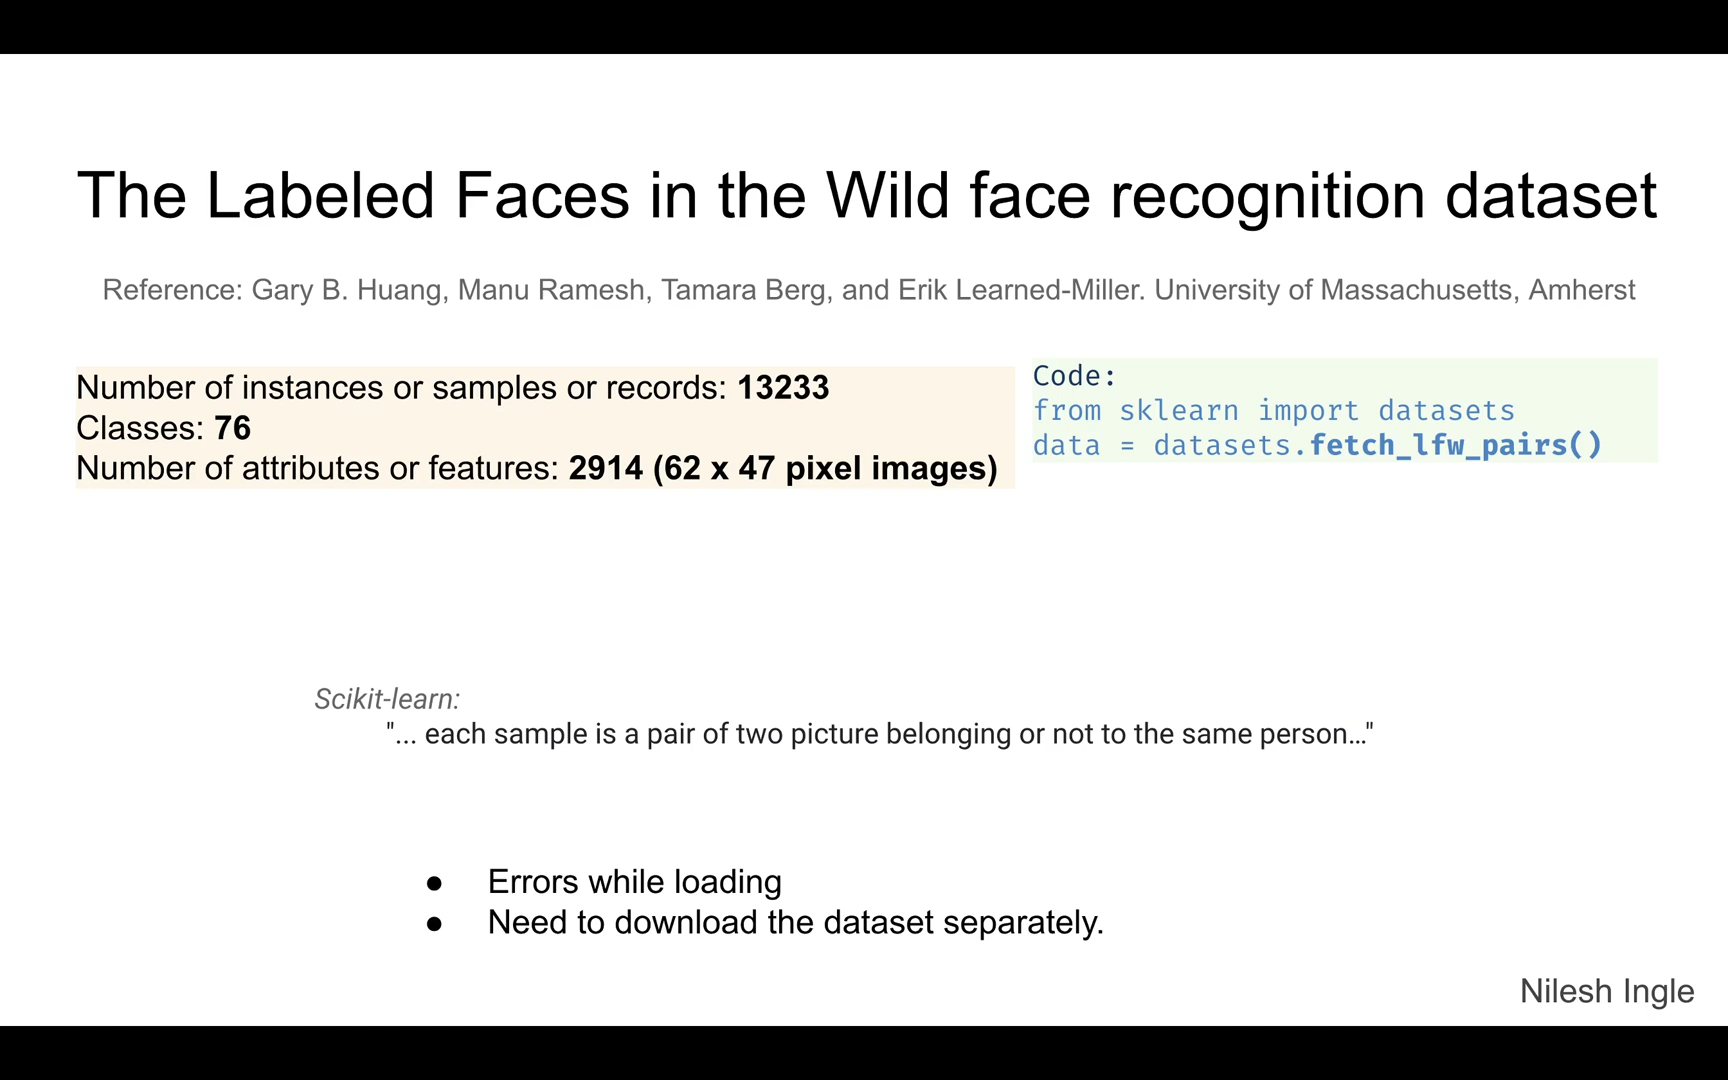 The Labeled Faces in the Wild face recognition dataset
Reference: Gary B. Huang, Manu Ramesh, Tamara Berg, and Erik Learned-Miller. University of Massachusetts, Amherst
Number of instances or samples or records: 13233
Classes: 76
Number of attributes or features: 2914 (62 x 47 pixel images)
Code:
from sklearn import datasets
data = datasets.fetch_lfw_pairs()
Scikit-learn:
"... each sample is a pair of two picture belonging or not to the same person…"
● Errors while loading
● Need to download the dataset separately.
Nilesh Ingle